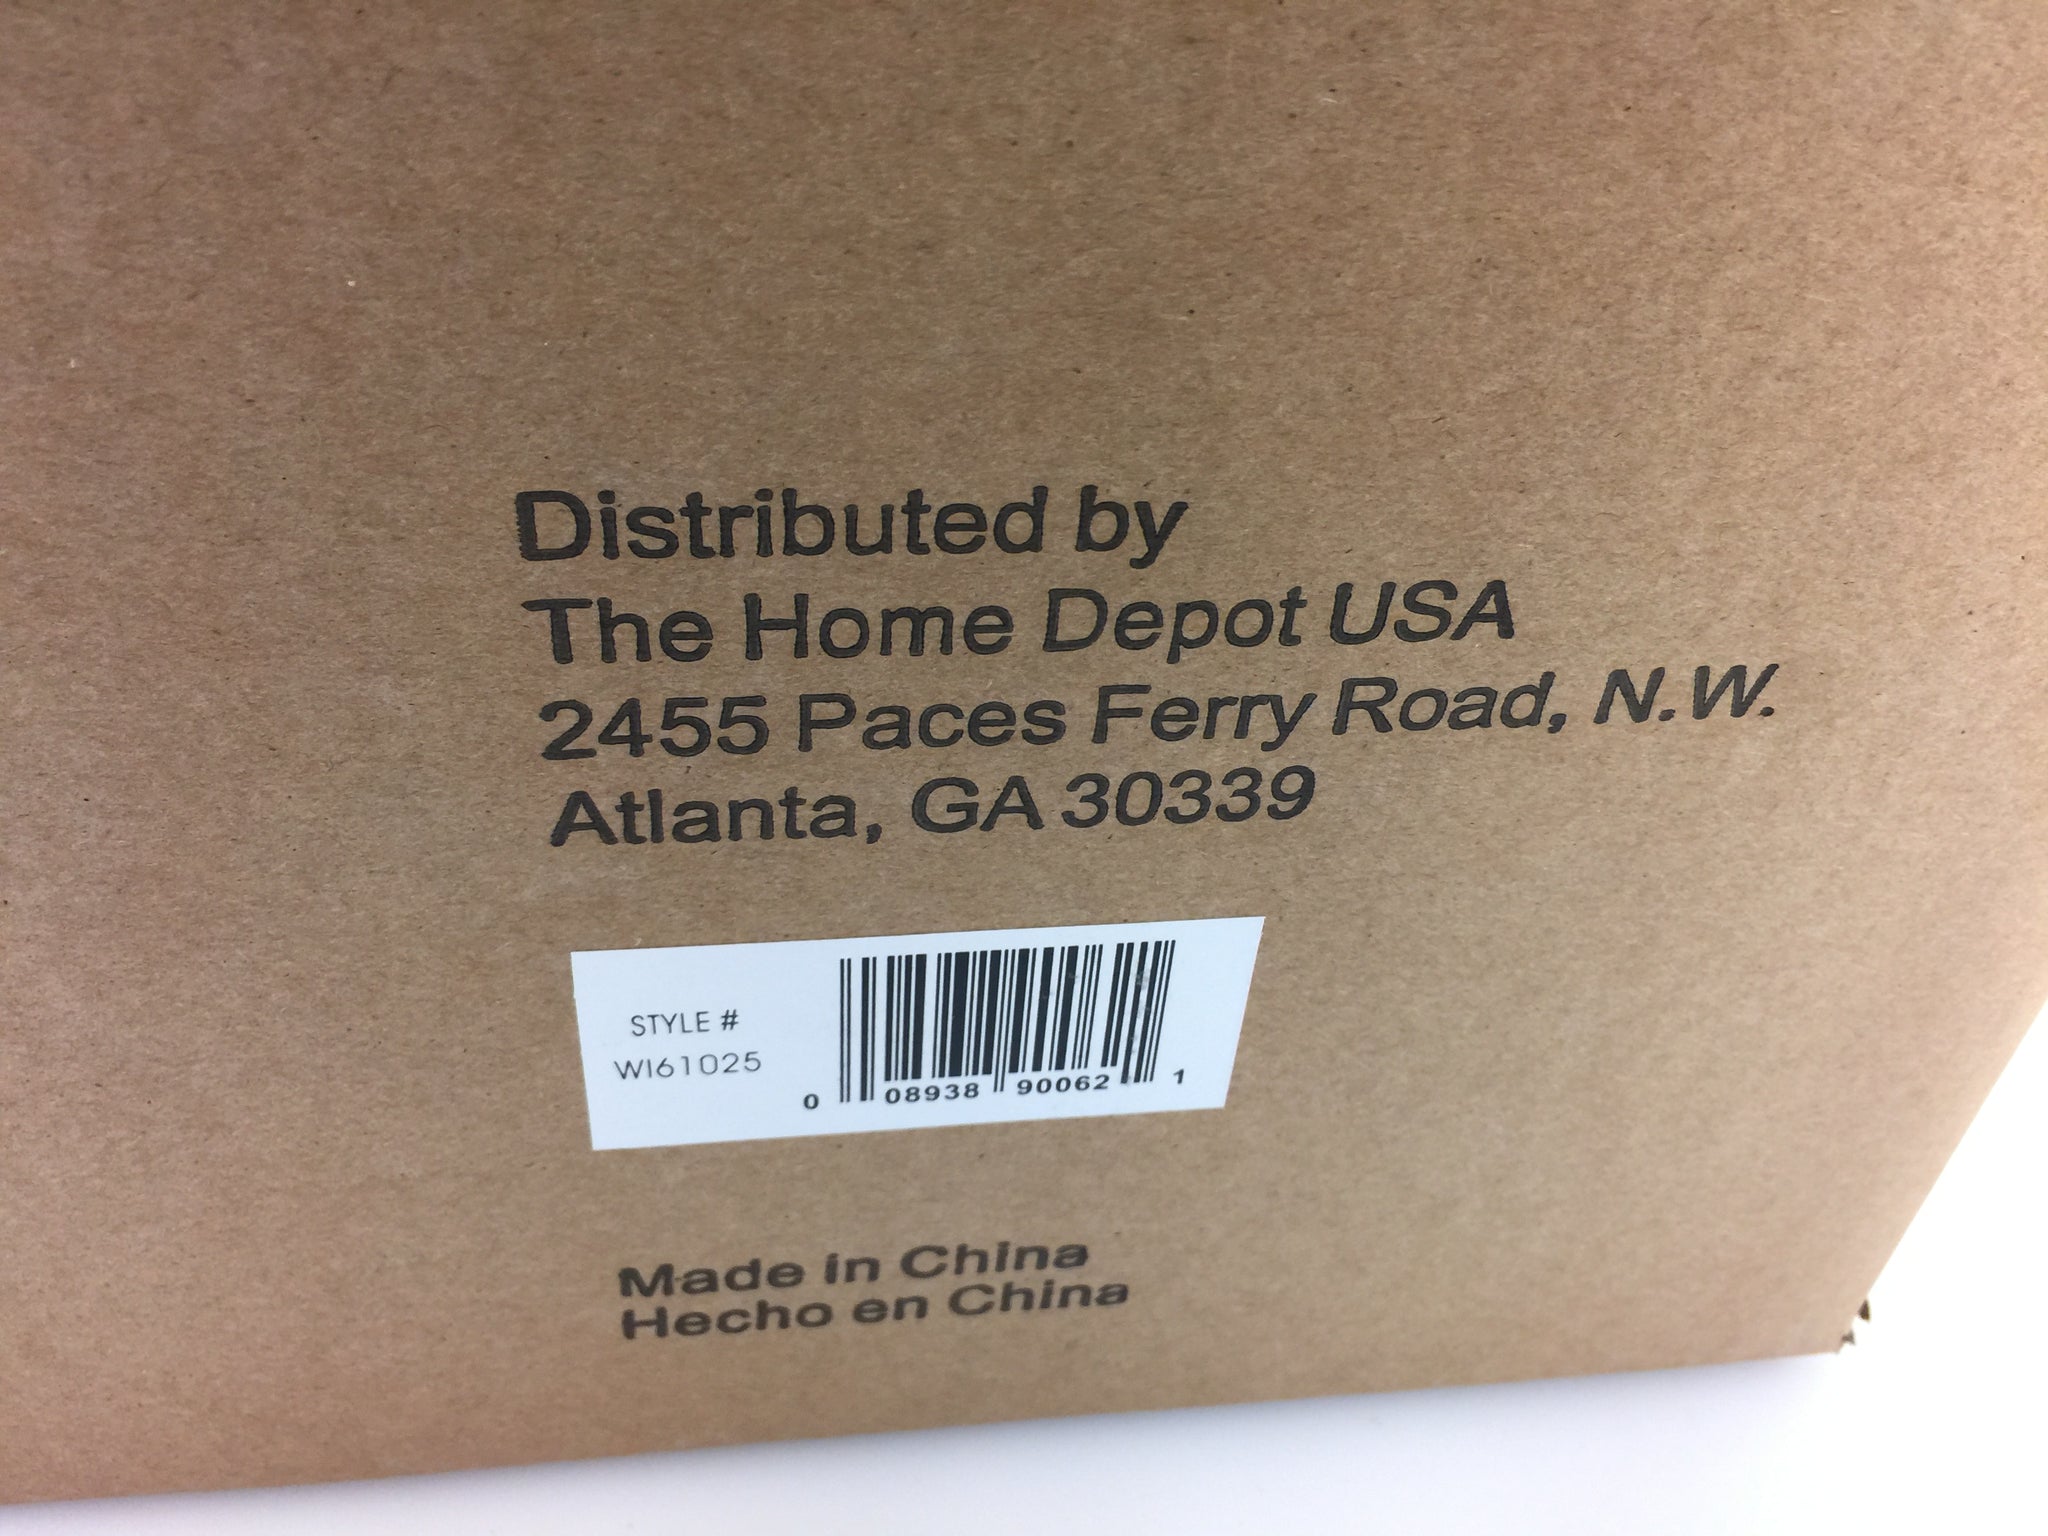 Distributed by
The Home Depot USA
2455 Paces Ferry Road, N.W.
Atlanta, GA 30339
STYLE #
WI61025
0 08938 90062 1
Made in China
Hecho en China